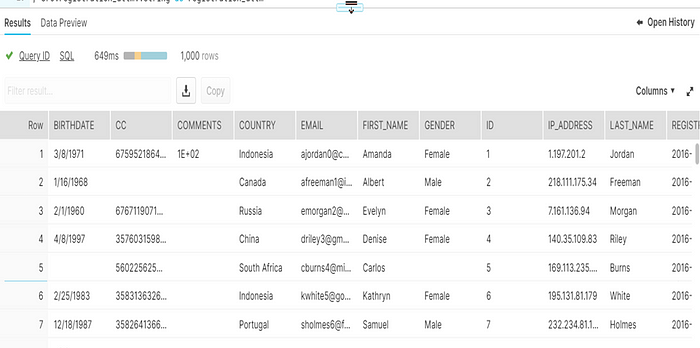 Results Data Preview Open History
Query ID SQL 649ms 1,000 rows
Filter result... Copy Columns
Row BIRTHDATE CC COMMENTS COUNTRY EMAIL FIRST_NAME GENDER ID IP_ADDRESS LAST_NAME REGISTI
1 3/8/1971 6759521864... 1E+02 Indonesia ajordan0@c... Amanda Female 1 1.197.201.2 Jordan 2016-
2 1/16/1968 Canada afreeman1@i... Albert Male 2 218.111.175.34 Freeman 2016-
3 2/1/1960 6767119071... Russia emorgan2@... Evelyn Female 3 7.161.136.94 Morgan 2016-
4 4/8/1997 3576031598... China driley3@gm... Denise Female 4 140.35.109.83 Riley 2016-
5 560225625... South Africa cburns4@mi... Carlos 5 169.113.235.... Burns 2016-
6 2/25/1983 3583136326... Indonesia kwhite5@go... Kathryn Female 6 195.131.81.179 White 2016-
7 12/18/1987 3582641366... Portugal sholmes6@f... Samuel Male 7 232.234.81.1... Holmes 2016-